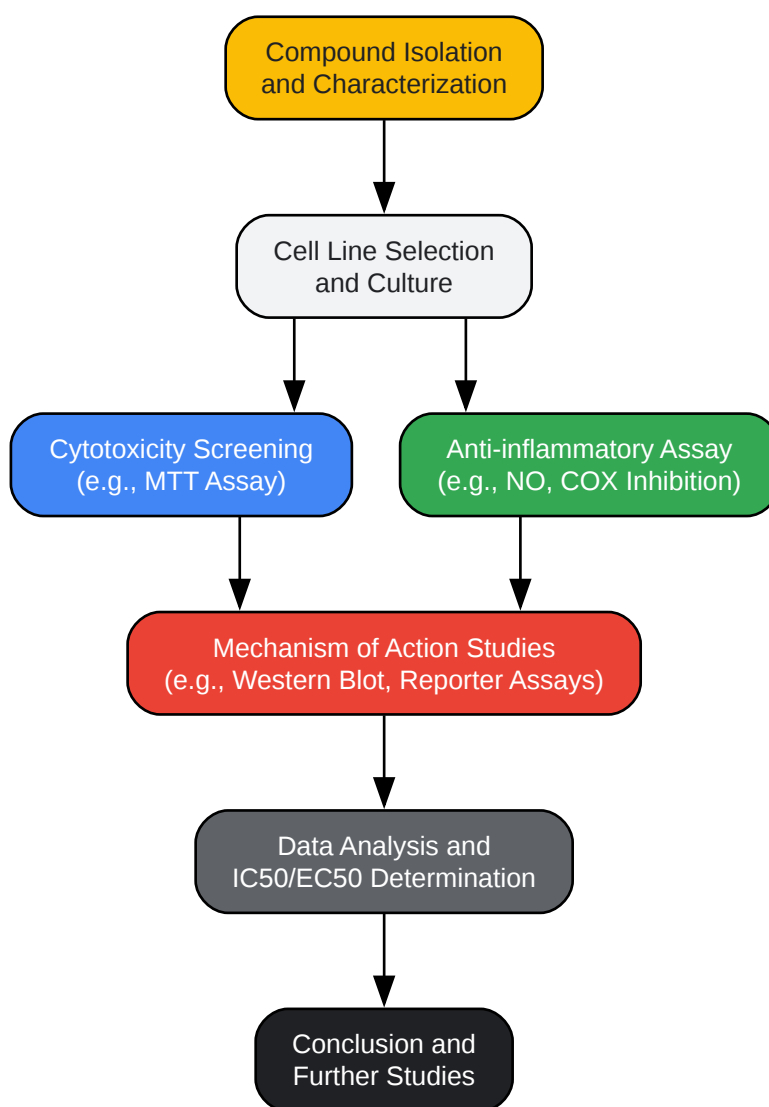 Compound Isolation
and Characterization
Cell Line Selection
and Culture
Cytotoxicity Screening
(e.g., MTT Assay)
Anti-inflammatory Assay
(e.g., NO, COX Inhibition)
Mechanism of Action Studies
(e.g., Western Blot, Reporter Assays)
Data Analysis and
IC50/EC50 Determination
Conclusion and
Further Studies